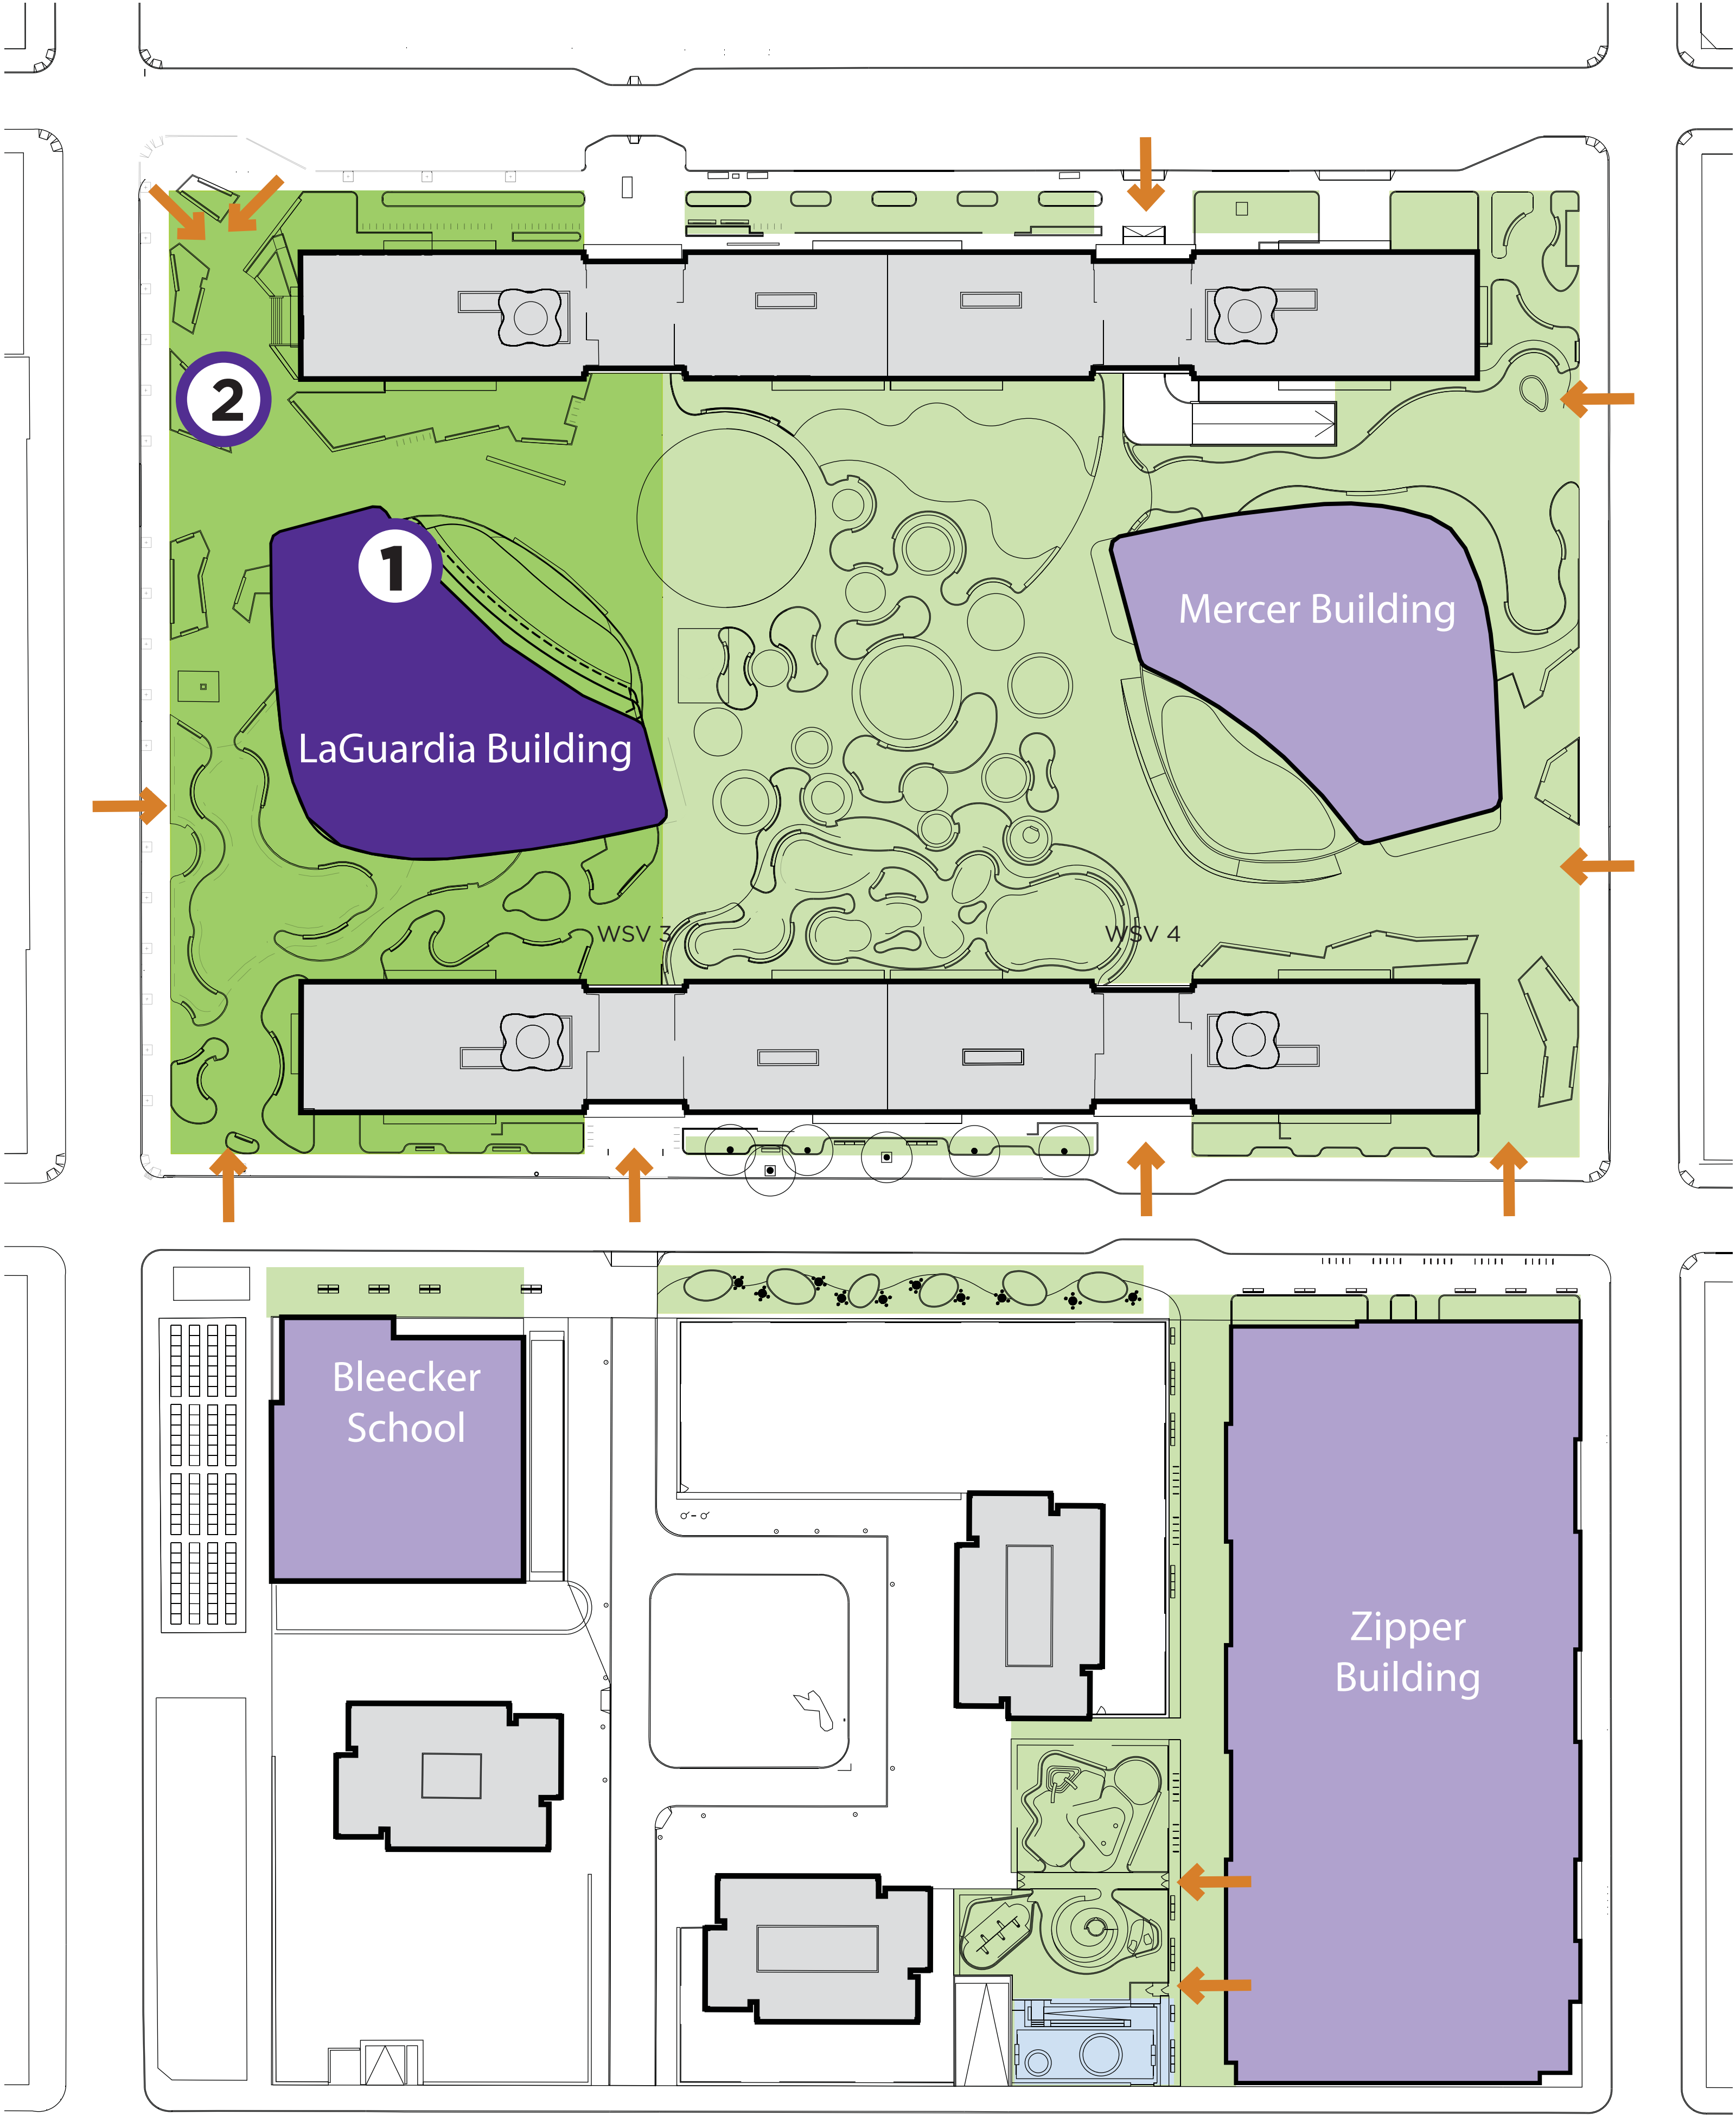 2
1
Mercer Building
LaGuardia Building
WSV 3
WSV 4
Bleecker
School
Zipper
Building